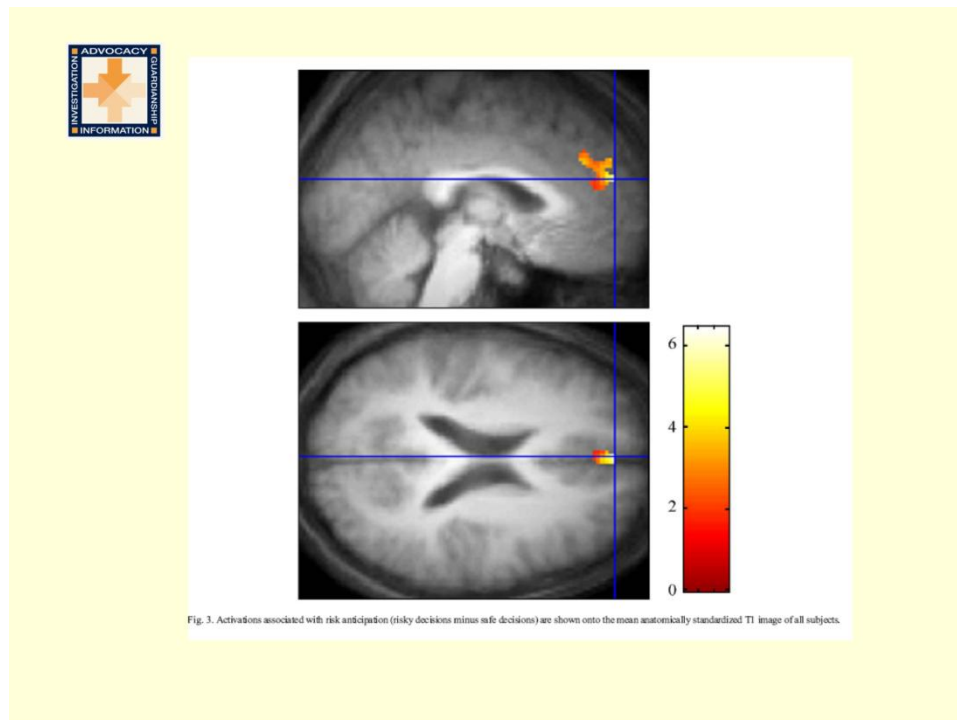 ADVOCACY
INVESTIGATION
GUARDIANSHIP
INFORMATION
6
4
2
0
Fig. 3. Activations associated with risk anticipation (risky decisions minus safe decisions) are shown onto the mean anatomically standardized T1 image of all subjects.